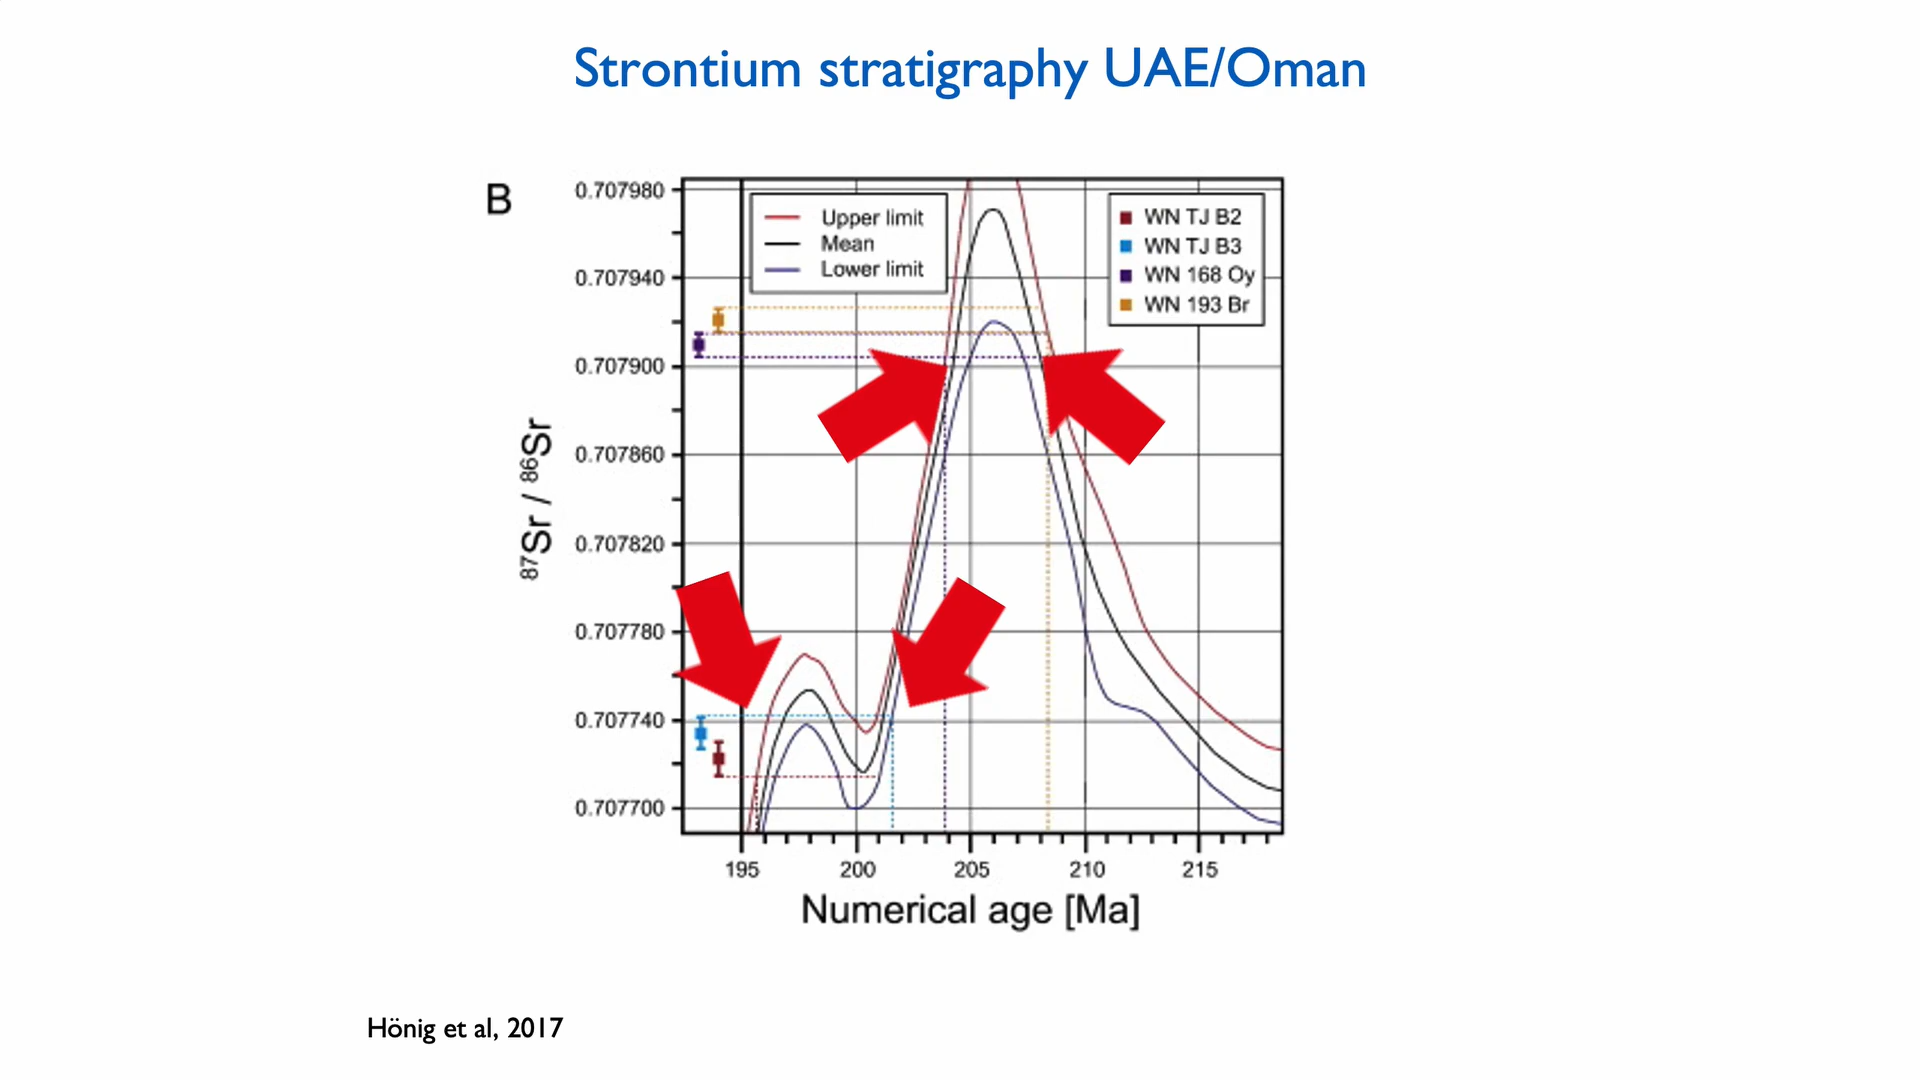 Strontium stratigraphy UAE/Oman
B
0.707980
0.707940
0.707900
0.707860
0.707820
0.707780
0.707740
0.707700
87Sr / 86Sr
Upper limit
Mean
Lower limit
WN TJ B2
WN TJ B3
WN 168 Oy
WN 193 Br
195 200 205 210 215
Numerical age [Ma]
Hönig et al, 2017